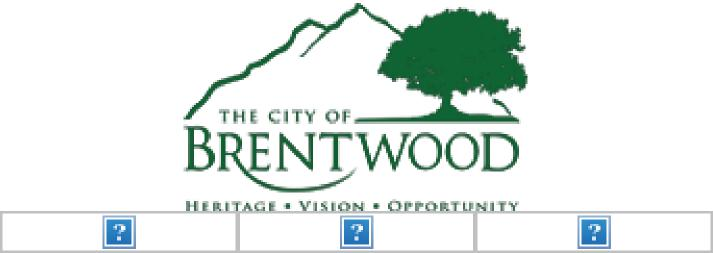 THE CITY OF
BRENTWOOD
HERITAGE • VISION • OPPORTUNITY
? ? ?